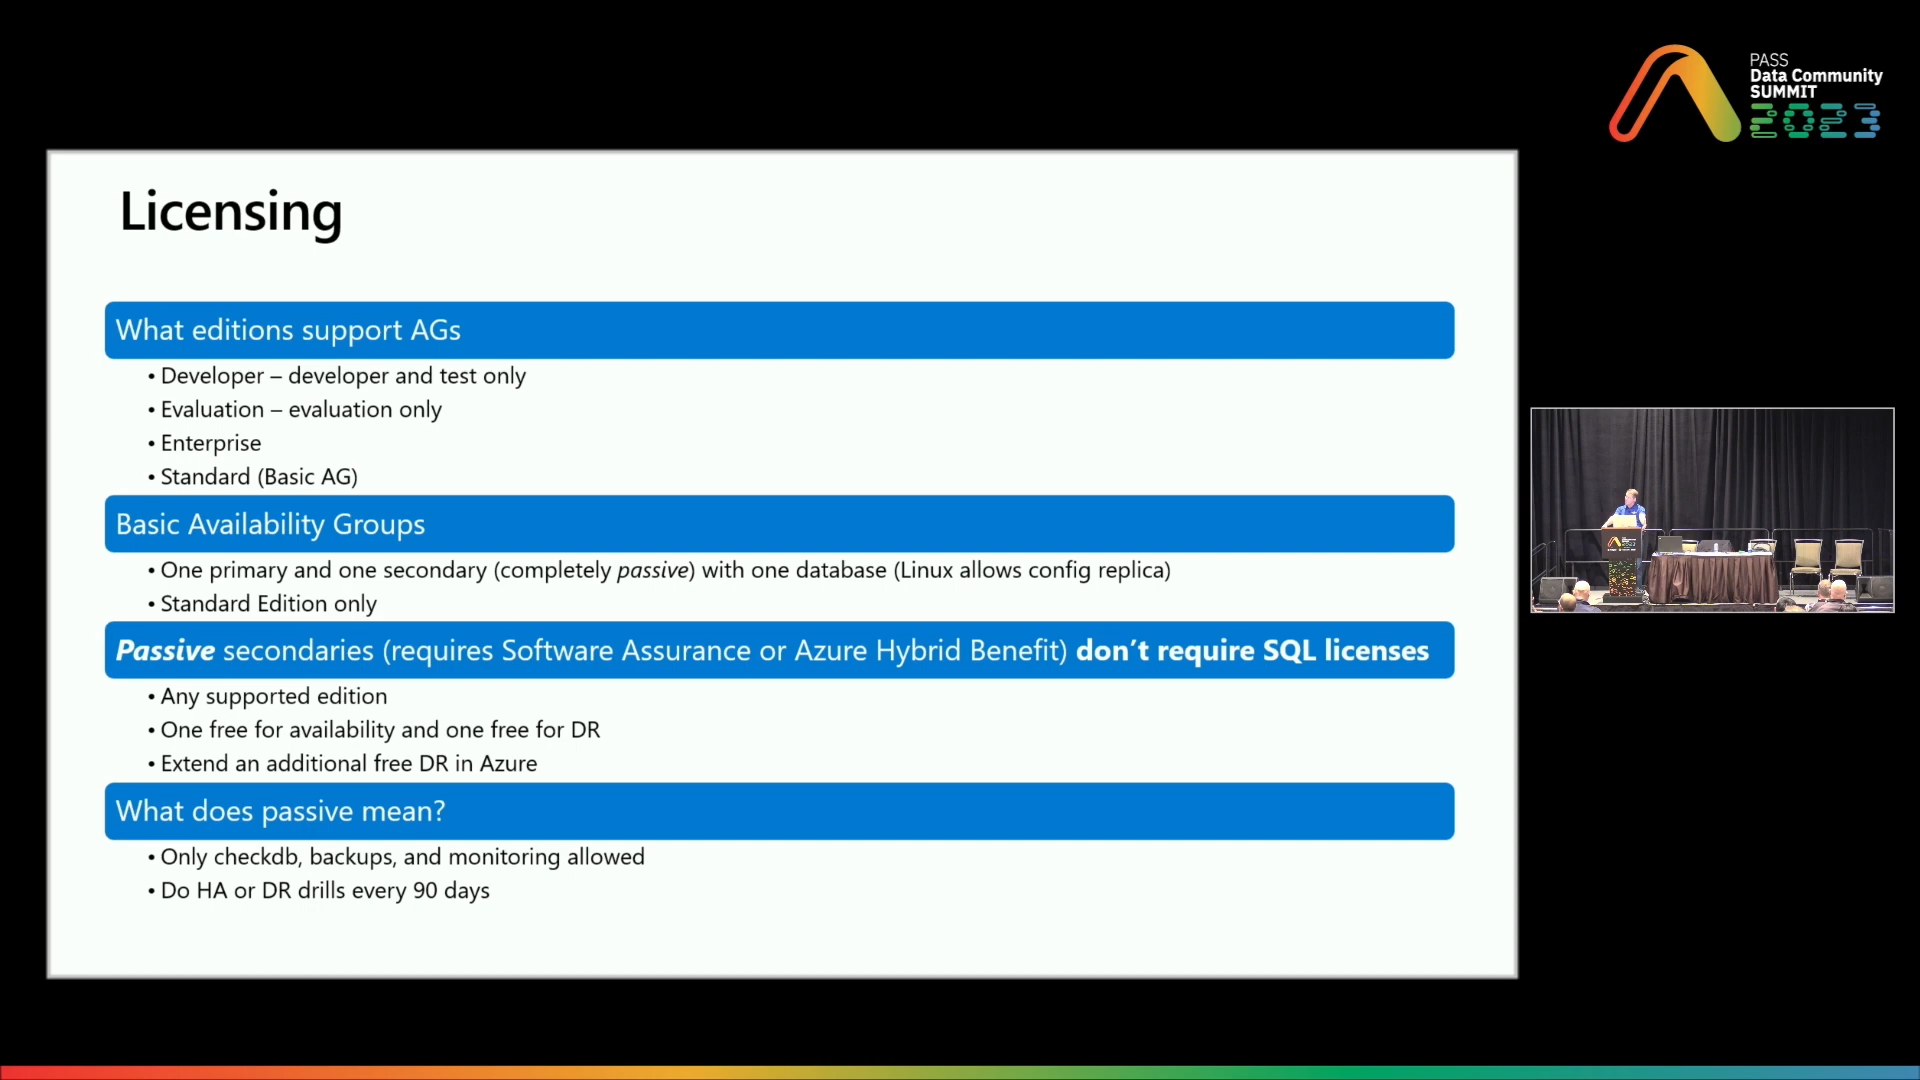 PASS
Data Community
SUMMIT
2023
Licensing
What editions support AGs
• Developer – developer and test only
• Evaluation – evaluation only
• Enterprise
• Standard (Basic AG)
Basic Availability Groups
• One primary and one secondary (completely passive) with one database (Linux allows config replica)
• Standard Edition only
Passive secondaries (requires Software Assurance or Azure Hybrid Benefit) don’t require SQL licenses
• Any supported edition
• One free for availability and one free for DR
• Extend an additional free DR in Azure
What does passive mean?
• Only checkdb, backups, and monitoring allowed
• Do HA or DR drills every 90 days